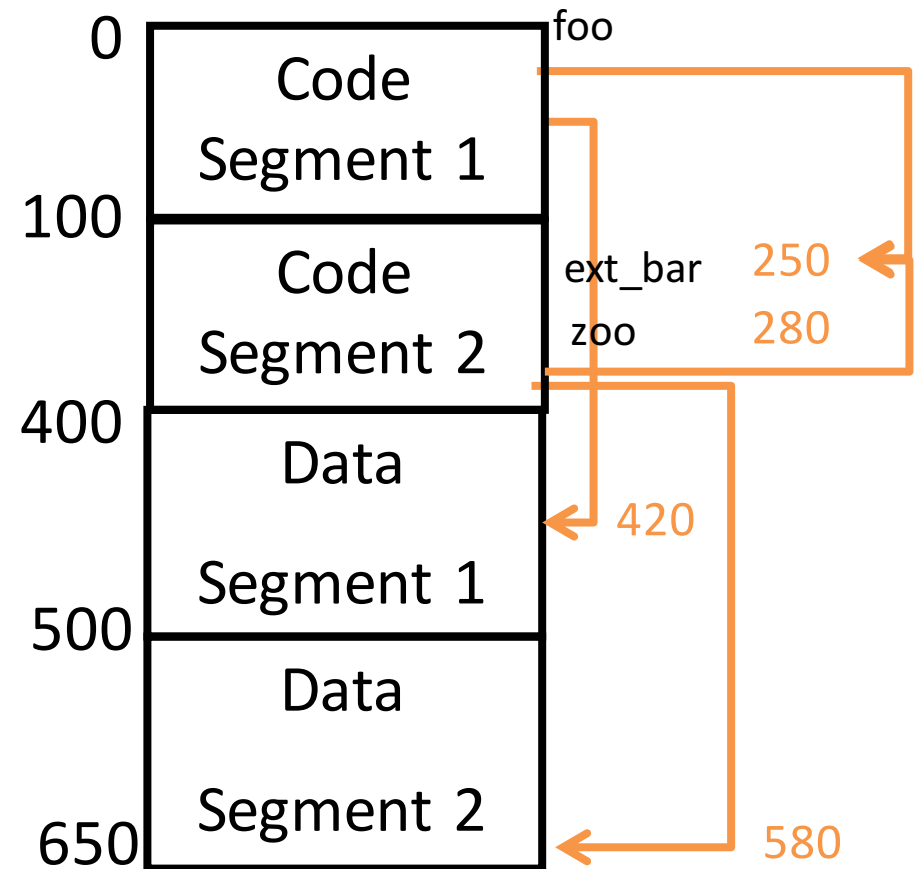 0
foo
Code
Segment 1
100
Code
ext_bar 250
Segment 2
zoo 280
400
Data
420
Segment 1
500
Data
Segment 2
650
580